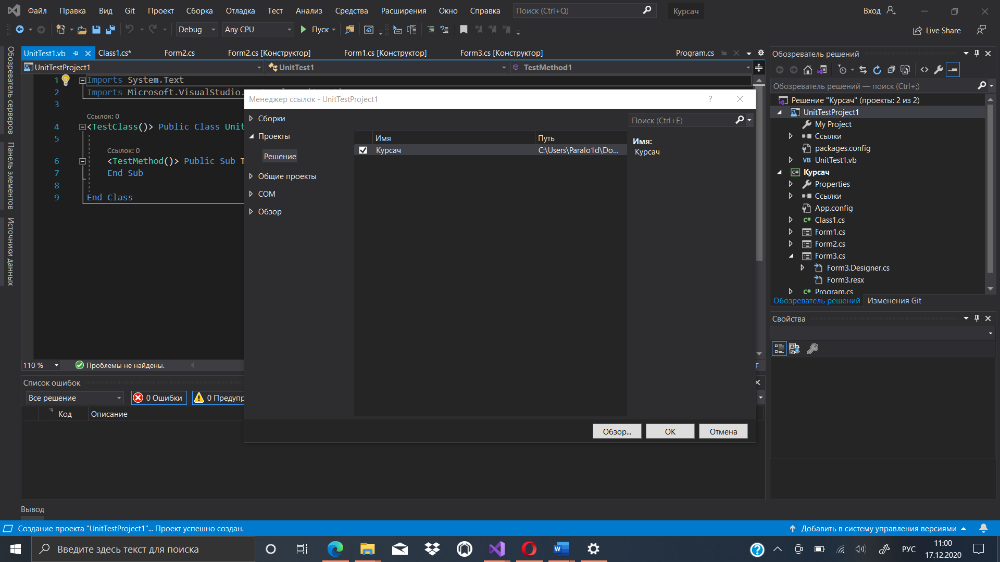 Файл Правка Вид Git Проект Сборка Отладка Тест Анализ Средства Расширения Окно Справка Поиск (Ctrl+Q) Курсач Вход
Debug Any CPU Пуск Live Share
Обозреватель серверов
Панель элементов
Источники данных
UnitTest1.vb Class1.cs* Form2.cs Form2.cs [Конструктор] Form1.cs [Конструктор] Form3.cs [Конструктор] Program.cs
UnitTestProject1 UnitTest1 TestMethod1
1 Imports System.Text
2 Imports Microsoft.VisualStudio.
3
Ссылок: 0
4 <TestClass()> Public Class Unit
5
Ссылок: 0
6 <TestMethod()> Public Sub T
7 End Sub
8
9 End Class
110 % Проблемы не найдены.
Менеджер ссылок - UnitTestProject1 ?
Сборки
Проекты
Решение
Общие проекты
COM
Обзор
Имя Путь
Курсач C:\Users\Paralo1d\Do...
Поиск (Ctrl+E)
Имя:
Курсач
Обзор... ОК Отмена
Список ошибок
Все решение 0 Ошибки 0 Предупр
Код Описание
Вывод
Обозреватель решений
Обозреватель решений — поиск (Ctrl+;)
Решение "Курсач" (проекты: 2 из 2)
UnitTestProject1
My Project
Ссылки
packages.config
UnitTest1.vb
Курсач
Properties
Ссылки
App.config
Class1.cs
Form1.cs
Form2.cs
Form3.cs
Form3.Designer.cs
Form3.resx
Program.cs
Обозреватель решений Изменения Git
Свойства
Создание проекта "UnitTestProject1"... Проект успешно создан. Добавить в систему управления версиями
Введите здесь текст для поиска РУС 11:00
17.12.2020